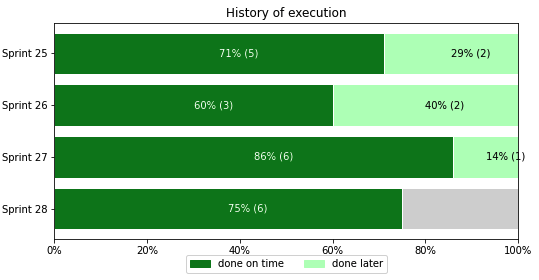 History of execution
Sprint 25 71% (5) 29% (2)
Sprint 26 60% (3) 40% (2)
Sprint 27 86% (6) 14% (1)
Sprint 28 75% (6)
0% 20% 40% 60% 80% 100%
done on time done later